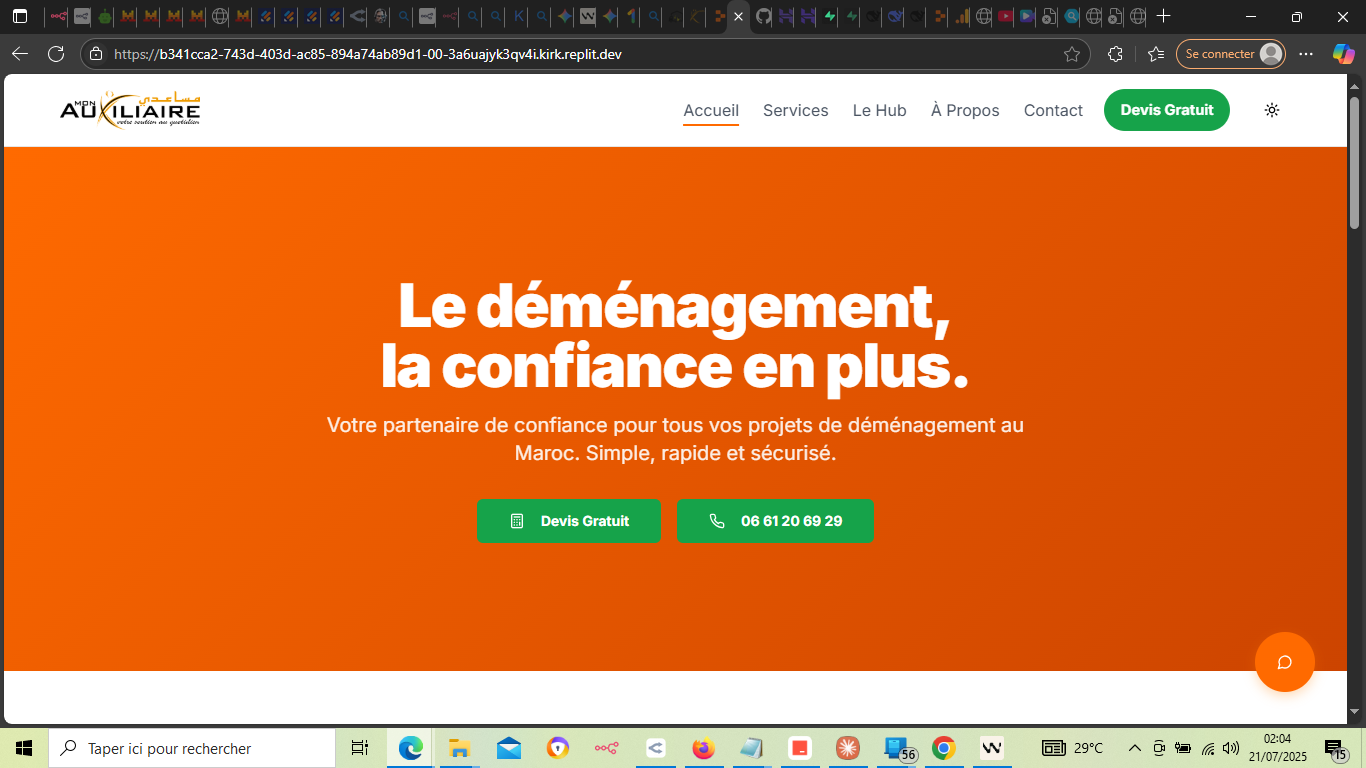 https://b341cca2-743d-403d-ac85-894a74ab89d1-00-3a6uajyk3qv4i.kirk.replit.dev
Se connecter
MON AUXILIAIRE
مساعدي
votre soutien au quotidien
Accueil
Services
Le Hub
À Propos
Contact
Devis Gratuit
Le déménagement,
la confiance en plus.
Votre partenaire de confiance pour tous vos projets de déménagement au
Maroc. Simple, rapide et sécurisé.
Devis Gratuit
06 61 20 69 29
Taper ici pour rechercher
56
29°C
02:04
21/07/2025
15